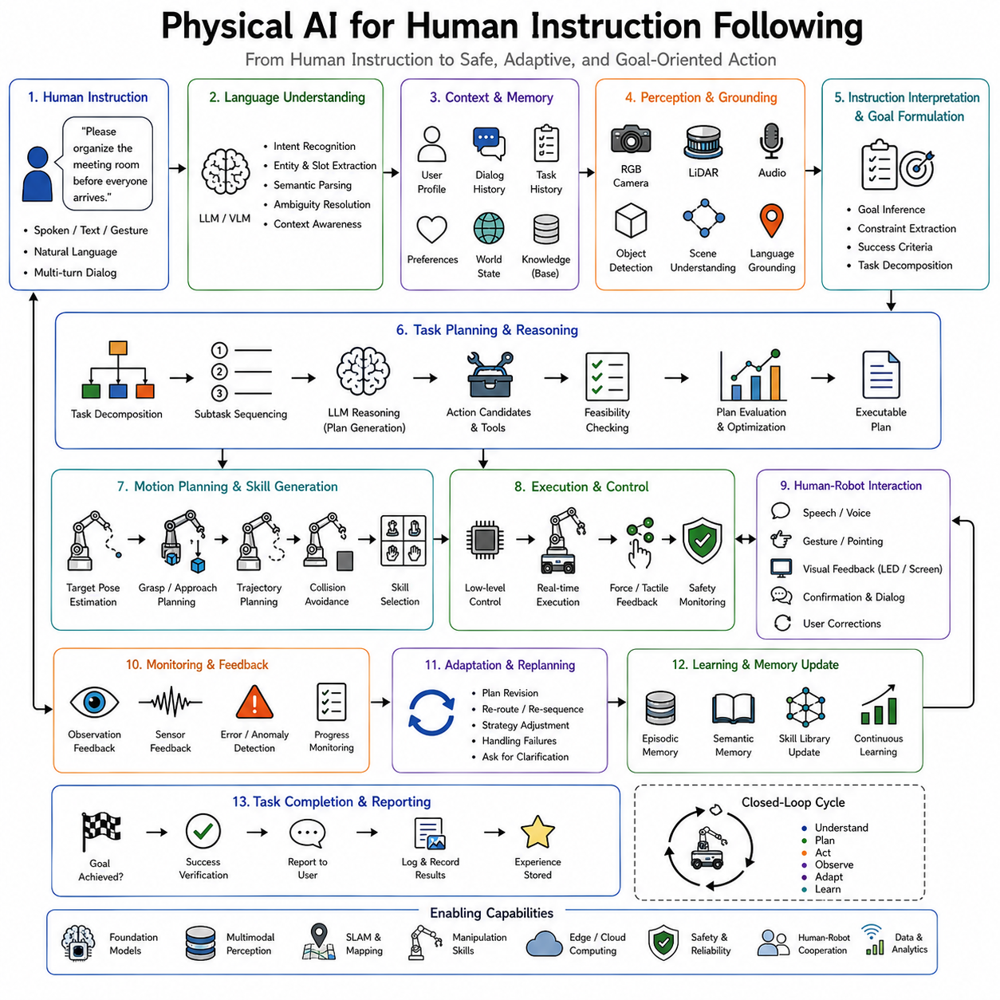 Physical AI for Human Instruction Following
From Human Instruction to Safe, Adaptive, and Goal-Oriented Action
1. Human Instruction
"Please
organize the
meeting room
before everyone
arrives."
• Spoken / Text / Gesture
• Natural Language
• Multi-turn Dialog
2. Language Understanding
LLM / VLM
• Intent Recognition
• Entity & Slot Extraction
• Semantic Parsing
• Ambiguity Resolution
• Context Awareness
3. Context & Memory
User
Profile
Dialog
History
Task
History
Preferences
World
State
Knowledge
(Base)
4. Perception & Grounding
RGB
Camera
LiDAR
Audio
Object
Detection
Scene
Understanding
Language
Grounding
5. Instruction Interpretation
& Goal Formulation
• Goal Inference
• Constraint Extraction
• Success Criteria
• Task Decomposition
6. Task Planning & Reasoning
Task Decomposition
1
2
3
Subtask Sequencing
LLM Reasoning
(Plan Generation)
Action Candidates
& Tools
Feasibility
Checking
Plan Evaluation
& Optimization
Executable
Plan
7. Motion Planning & Skill Generation
Target Pose
Estimation
Grasp / Approach
Planning
Trajectory
Planning
Collision
Avoidance
Skill
Selection
8. Execution & Control
Low-level
Control
Real-time
Execution
Force / Tactile
Feedback
Safety
Monitoring
9. Human-Robot Interaction
Speech / Voice
Gesture / Pointing
Visual Feedback (LED / Screen)
Confirmation & Dialog
User Corrections
10. Monitoring & Feedback
Observation
Feedback
Sensor
Feedback
Error / Anomaly
Detection
Progress
Monitoring
11. Adaptation & Replanning
• Plan Revision
• Re-route / Re-sequence
• Strategy Adjustment
• Handling Failures
• Ask for Clarification
12. Learning & Memory Update
Episodic
Memory
Semantic
Memory
Skill Library
Update
Continuous
Learning
13. Task Completion & Reporting
Goal
Achieved?
Success
Verification
Report to
User
Log & Record
Results
Experience
Stored
Closed-Loop Cycle
• Understand
• Plan
• Act
• Observe
• Adapt
• Learn
Enabling Capabilities
Foundation
Models
Multimodal
Perception
SLAM &
Mapping
Manipulation
Skills
Edge / Cloud
Computing
Safety &
Reliability
Human-Robot
Cooperation
Data &
Analytics